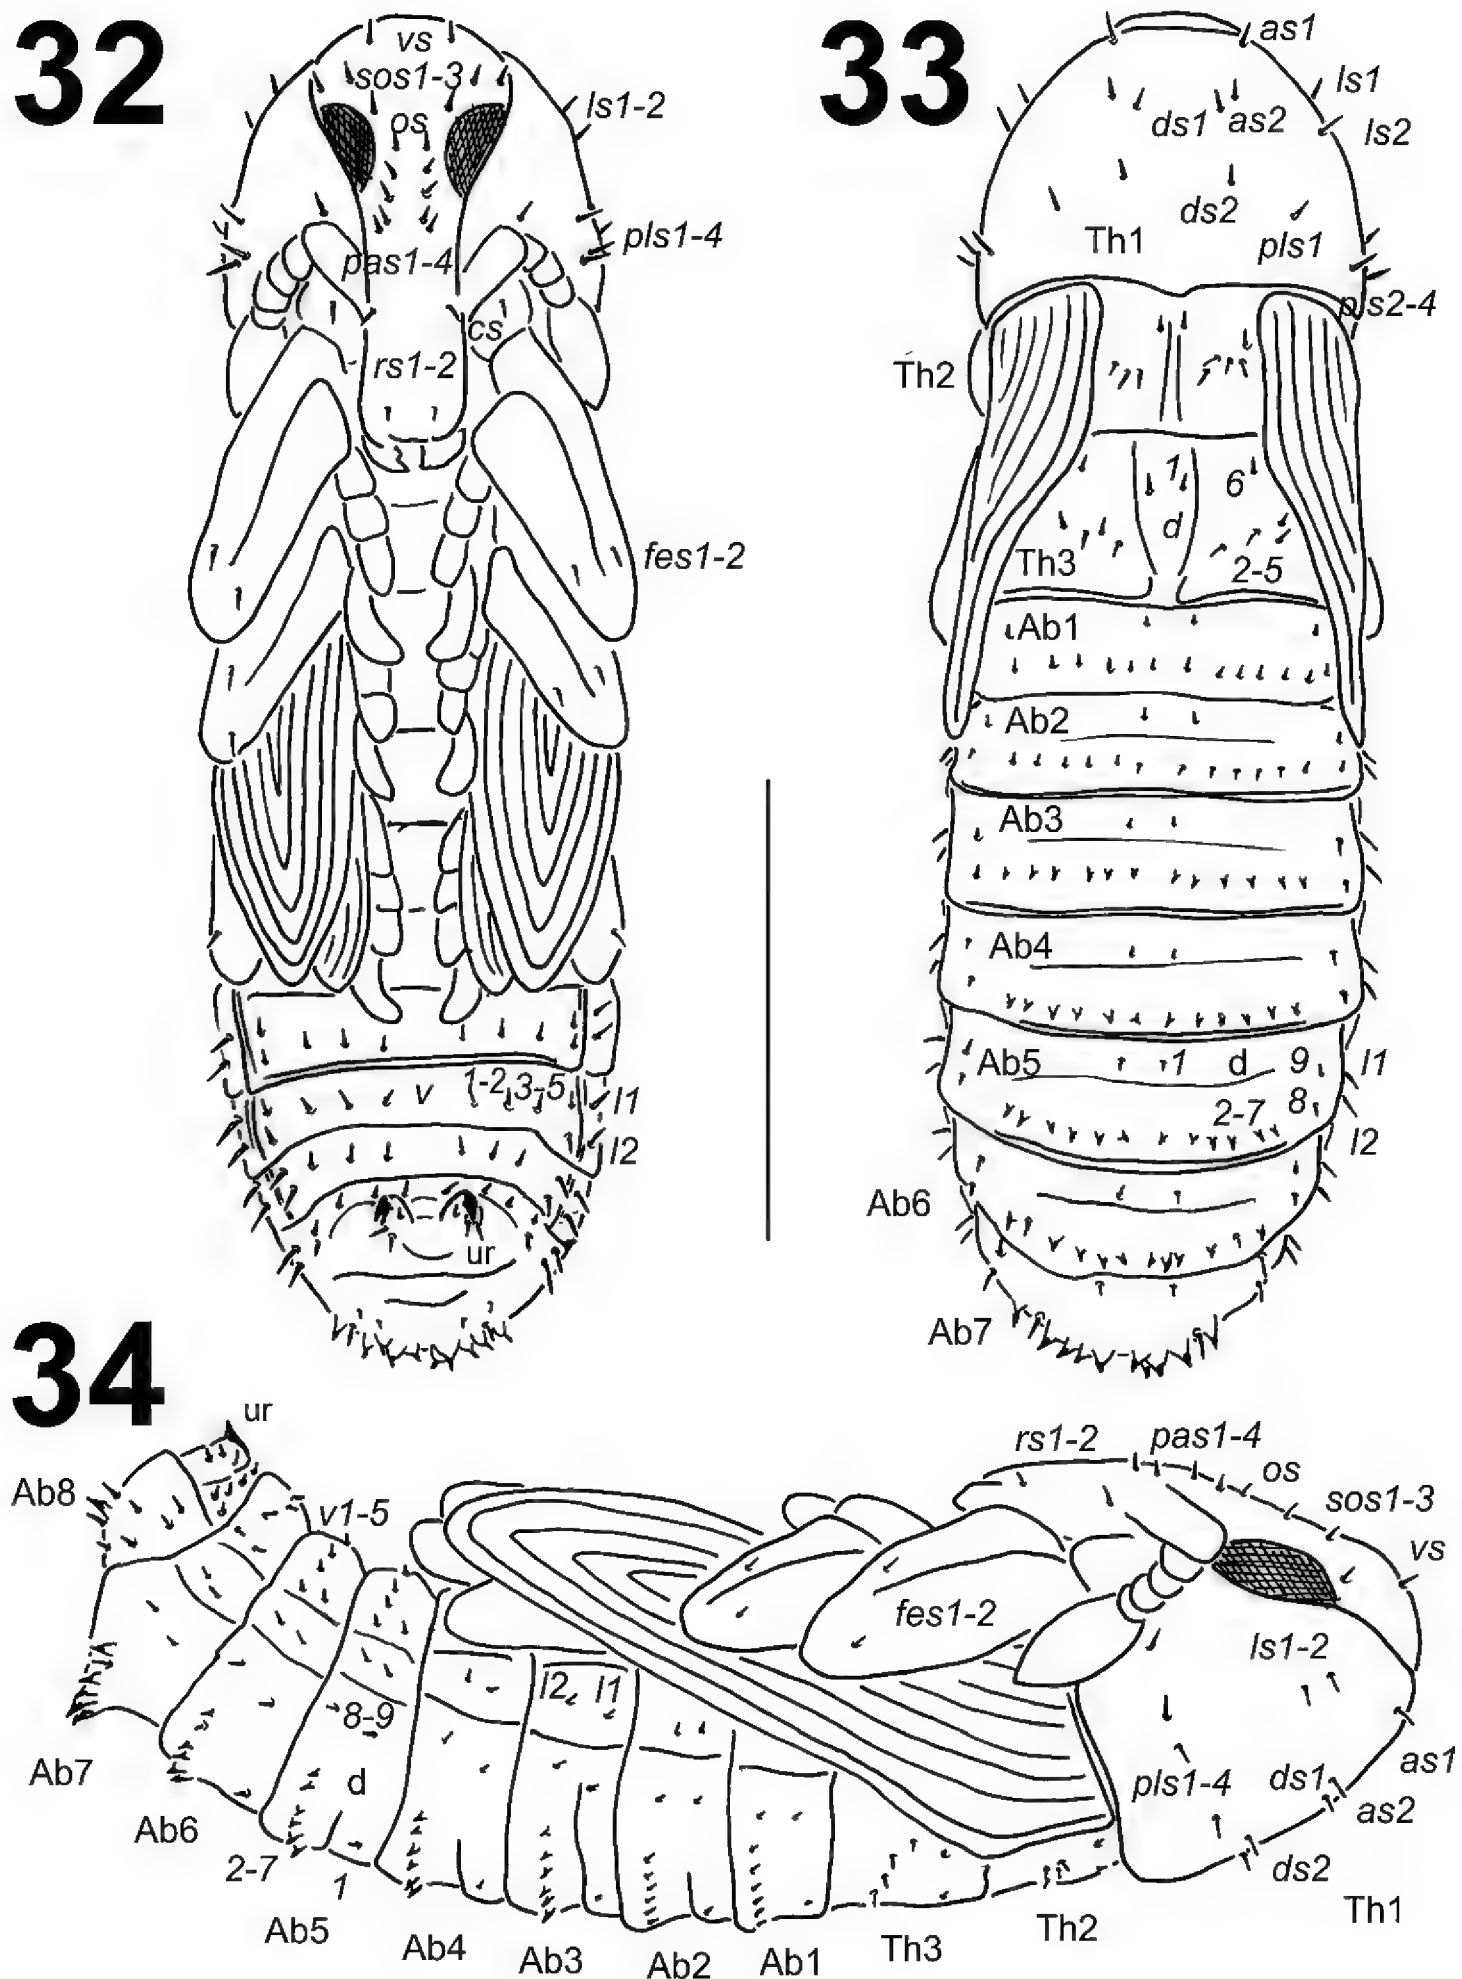 32
vs
sos1-3
os
ls1-2
pls1-4
pas1-4
cs
rs1-2
fes1-2
v
1-2,3-5
l1
l2
ur
33
as1
ls1
ds1
as2
ls2
ds2
Th1
pls1
pls2-4
Th2
1
6
d
Th3
2-5
Ab1
Ab2
Ab3
Ab4
Ab5
1
d
9
l1
2-7
8
l2
Ab6
Ab7
34
ur
Ab8
v1-5
rs1-2
pas1-4
os
sos1-3
vs
fes1-2
ls1-2
l2
l1
8-9
d
pls1-4
ds1
as1
as2
ds2
Ab7
Ab6
2-7
1
Ab5
Ab4
Ab3
Ab2
Ab1
Th3
Th2
Th1